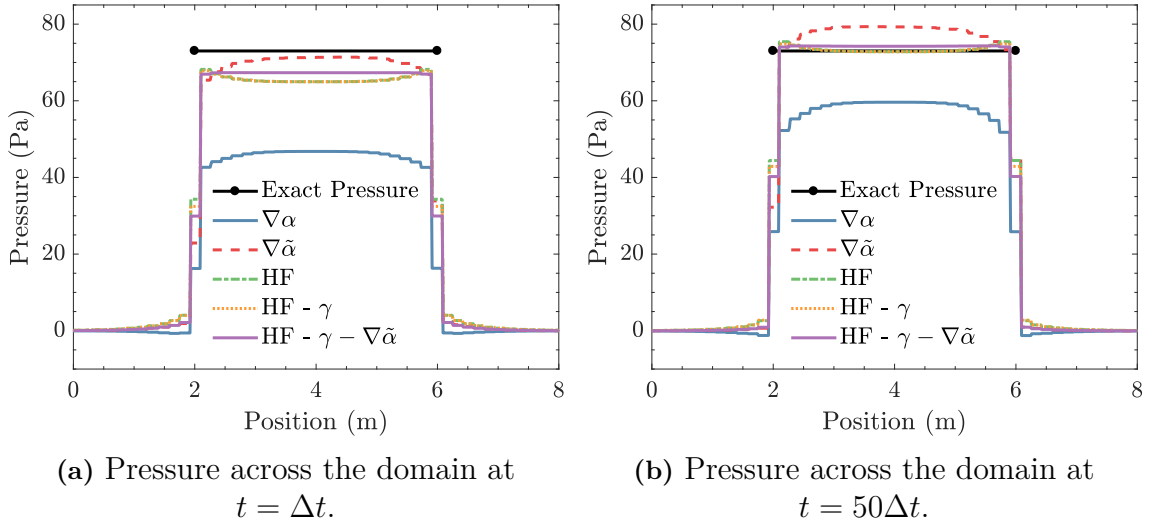 80
60
40
20
0
Pressure (Pa)
Exact Pressure
∇α
∇α̃
HF
HF - γ
HF - γ − ∇α̃
0 2 4 6 8
Position (m)
(a) Pressure across the domain at
t = Δt.
80
60
40
20
0
Pressure (Pa)
Exact Pressure
∇α
∇α̃
HF
HF - γ
HF - γ − ∇α̃
0 2 4 6 8
Position (m)
(b) Pressure across the domain at
t = 50Δt.